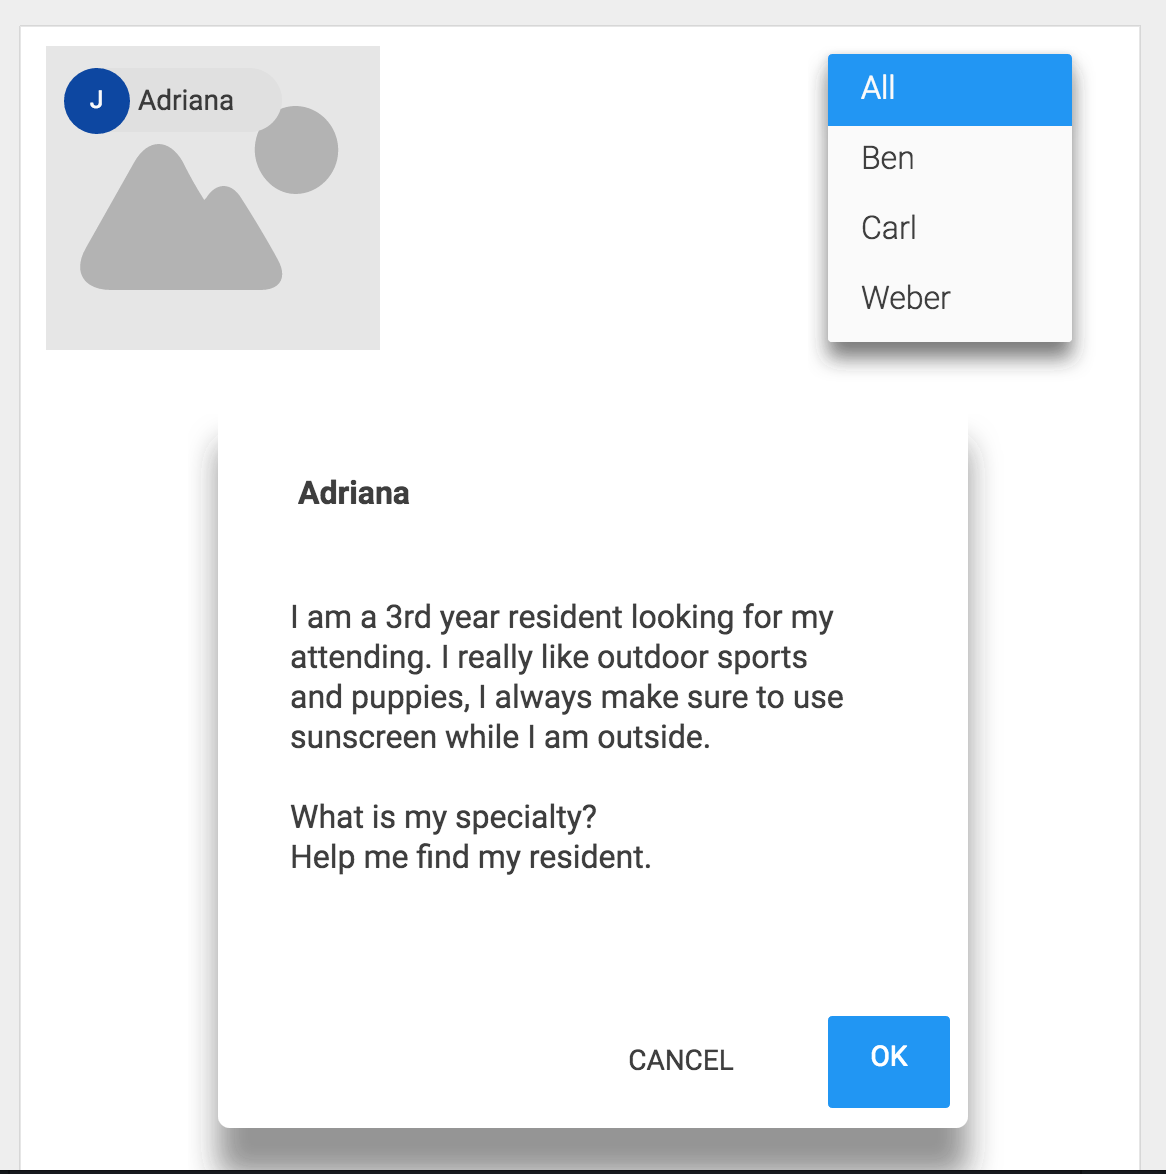 J Adriana
All
Ben
Carl
Weber
Adriana
I am a 3rd year resident looking for my
attending. I really like outdoor sports
and puppies, I always make sure to use
sunscreen while I am outside.
What is my specialty?
Help me find my resident.
CANCEL OK